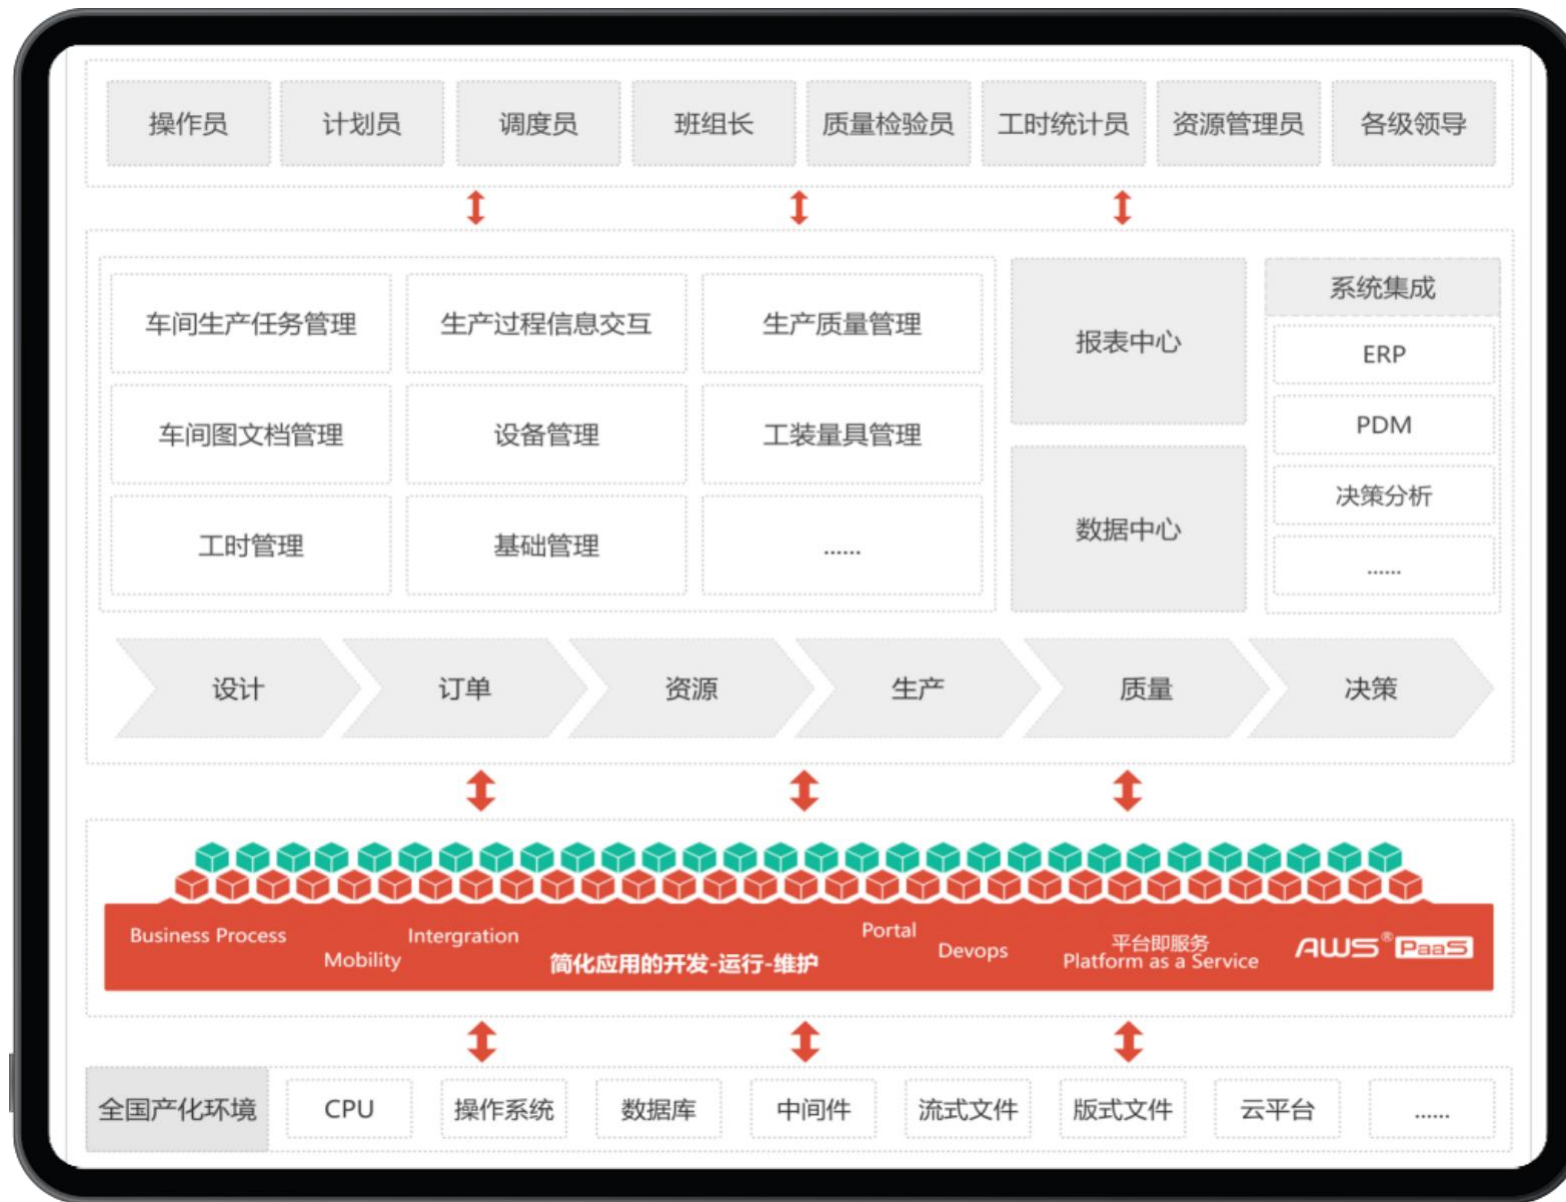 操作员
计划员
调度员
班组长
质量检验员
工时统计员
资源管理员
各级领导
车间生产任务管理
生产过程信息交互
生产质量管理
车间图文档管理
设备管理
工装量具管理
工时管理
基础管理
......
报表中心
数据中心
系统集成
ERP
PDM
决策分析
......
设计
订单
资源
生产
质量
决策
Business Process
Mobility
Intergration
简化应用的开发-运行-维护
Portal
Devops
平台即服务
Platform as a Service
AWS® PaaS
全国产化环境
CPU
操作系统
数据库
中间件
流式文件
版式文件
云平台
......